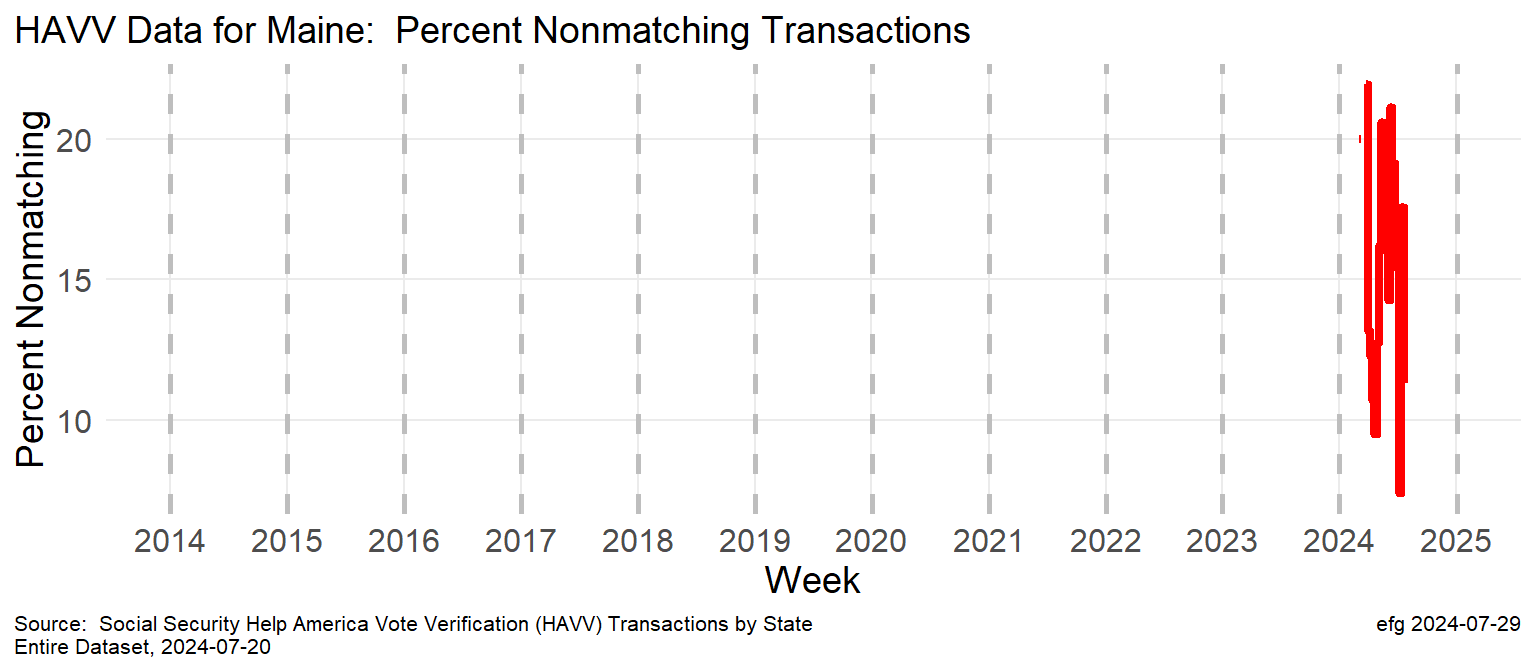 HAVV Data for Maine:  Percent Nonmatching Transactions
Percent Nonmatching
20
15
10
2014 2015 2016 2017 2018 2019 2020 2021 2022 2023 2024 2025
Week
Source:  Social Security Help America Vote Verification (HAVV) Transactions by State
Entire Dataset, 2024-07-20
efg 2024-07-29